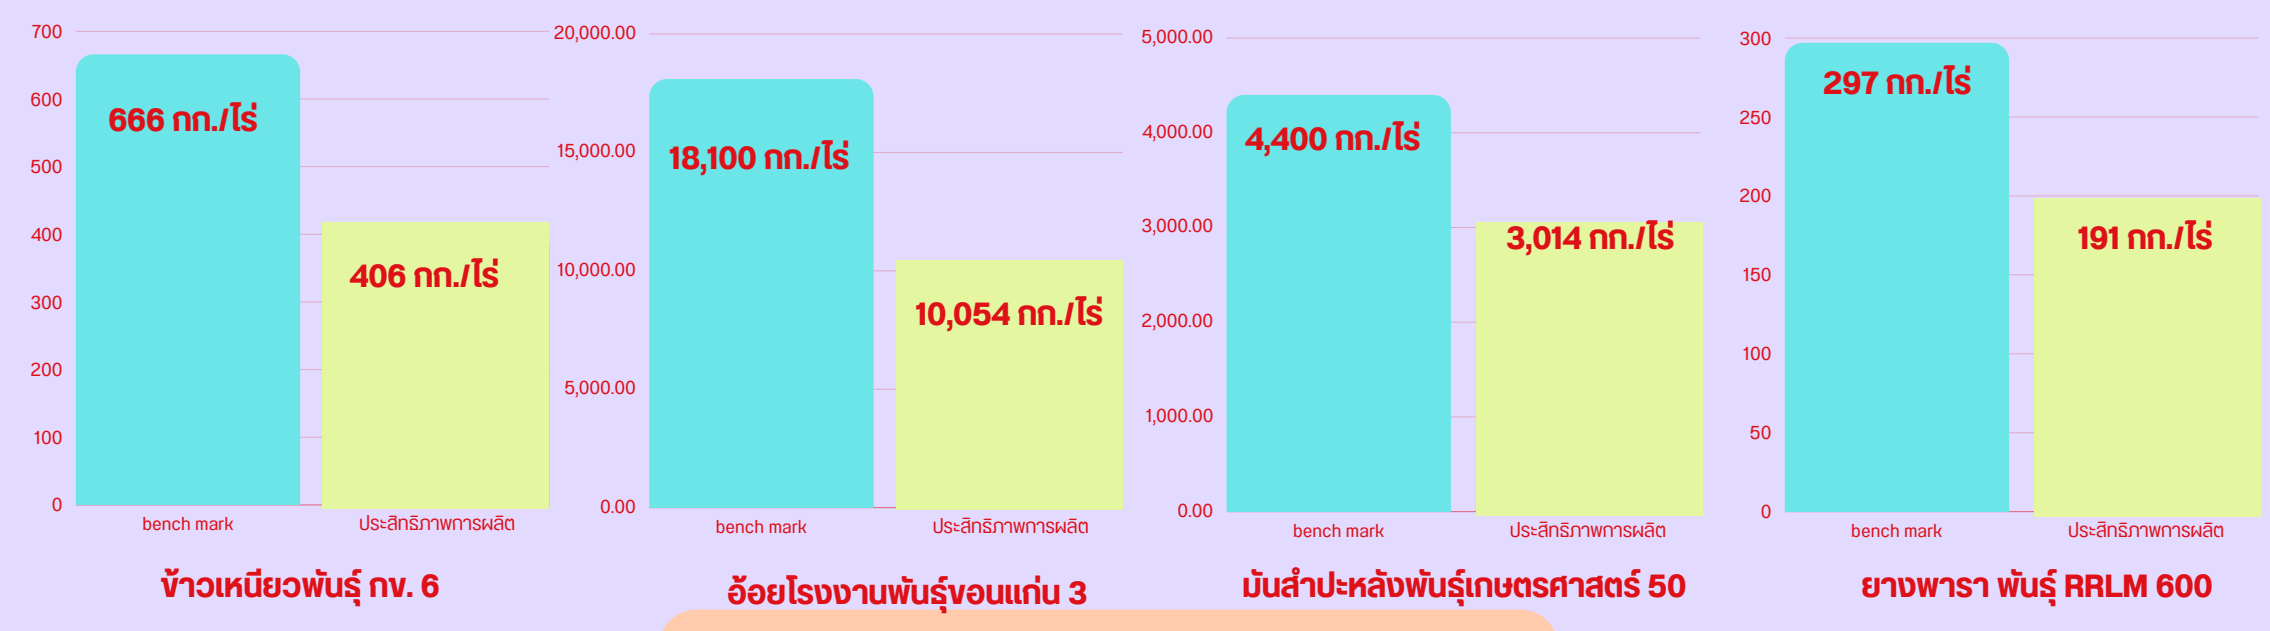 700
600
500
400
300
200
100
0
666 กก./ไร่
406 กก./ไร่
bench mark
ประสิทธิภาพการผลิต
ข้าวเหนียวพันธุ์ กข. 6
20,000.00
15,000.00
10,000.00
5,000.00
0.00
18,100 กก./ไร่
10,054 กก./ไร่
bench mark
ประสิทธิภาพการผลิต
อ้อยโรงงานพันธุ์ขอนแก่น 3
5,000.00
4,000.00
3,000.00
2,000.00
1,000.00
0.00
4,400 กก./ไร่
3,014 กก./ไร่
bench mark
ประสิทธิภาพการผลิต
มันสำปะหลังพันธุ์เกษตรศาสตร์ 50
300
250
200
150
100
50
0
297 กก./ไร่
191 กก./ไร่
bench mark
ประสิทธิภาพการผลิต
ยางพารา พันธุ์ RRLM 600